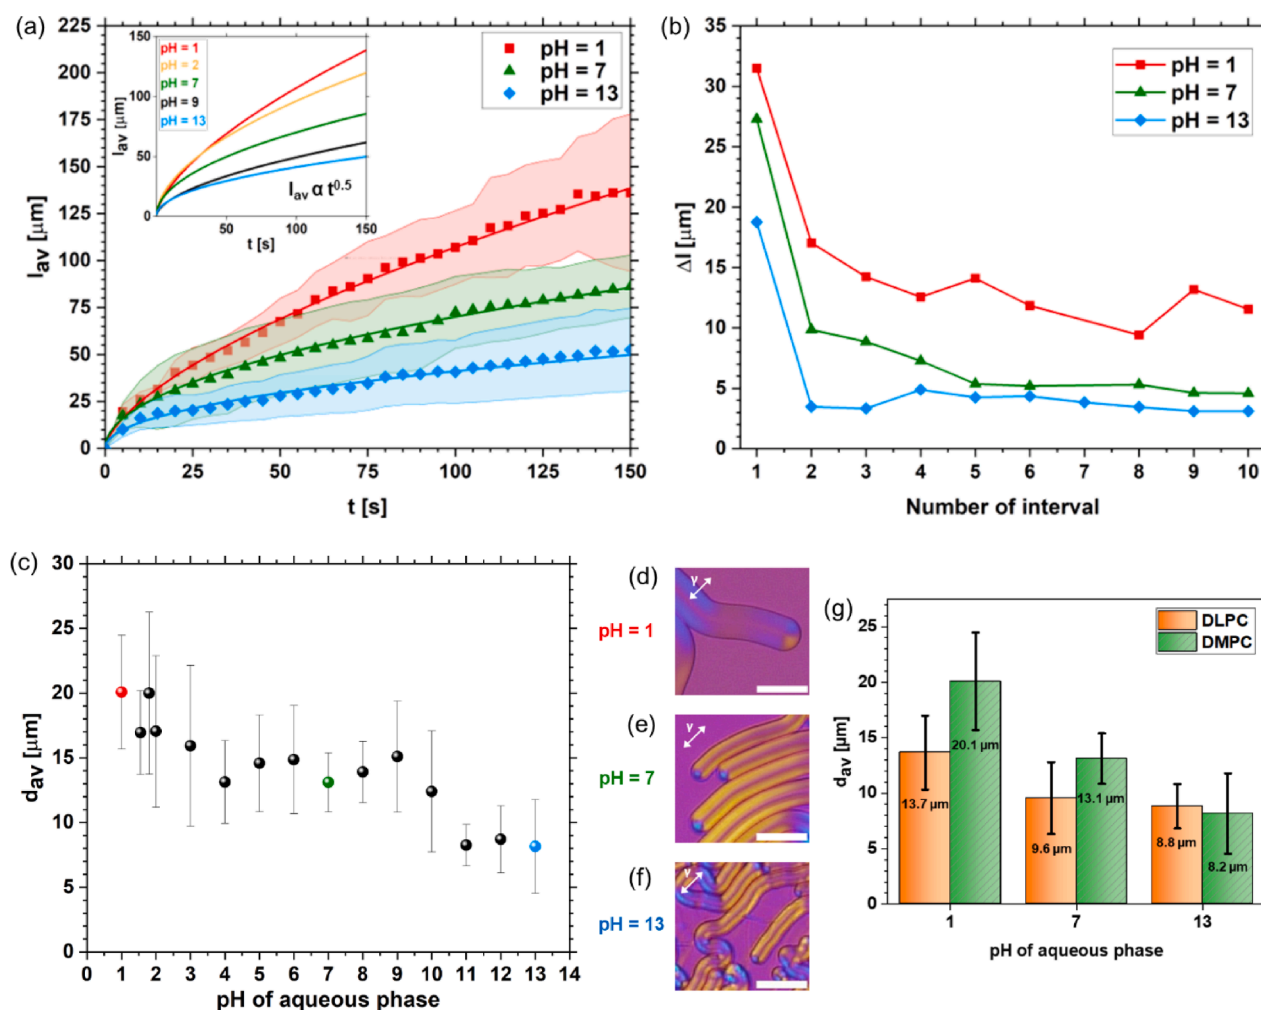 (a)
225
200
175
150
125
100
75
50
25
0
l_av [µm]
0 25 50 75 100 125 150
t [s]
pH = 1
pH = 7
pH = 13
150
100
50
0
l_av [µm]
pH = 1
pH = 2
pH = 7
pH = 9
pH = 13
l_av α t^0.5
50 100 150
t [s]
(b)
35
30
25
20
15
10
5
0
Δl [µm]
pH = 1
pH = 7
pH = 13
1 2 3 4 5 6 7 8 9 10
Number of interval
(c)
30
25
20
15
10
5
0
d_av [µm]
0 1 2 3 4 5 6 7 8 9 10 11 12 13 14
pH of aqueous phase
(d)
pH = 1
γ
(e)
pH = 7
γ
(f)
pH = 13
γ
(g)
25
20
15
10
5
0
d_av [µm]
DLPC
DMPC
13.7 µm
20.1 µm
9.6 µm
13.1 µm
8.8 µm
8.2 µm
1 7 13
pH of aqueous phase